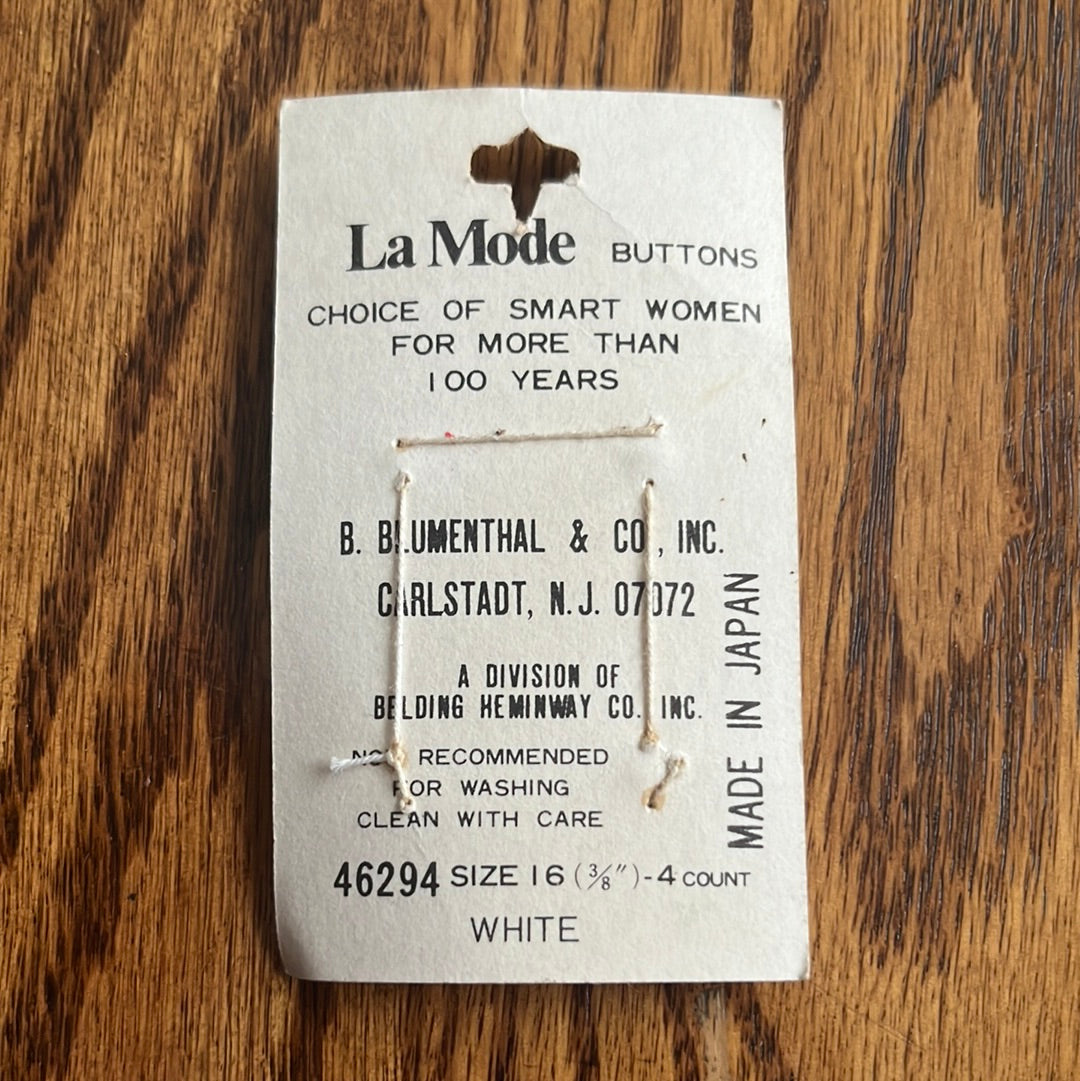 La Mode BUTTONS
CHOICE OF SMART WOMEN
FOR MORE THAN
100 YEARS
B. BLUMENTHAL & CO., INC.
CARLSTADT, N.J. 07072
A DIVISION OF
BELDING HEMINWAY CO. INC.
NOT RECOMMENDED
FOR WASHING
CLEAN WITH CARE
46294 SIZE 16 (3/8") - 4 COUNT
WHITE
MADE IN JAPAN